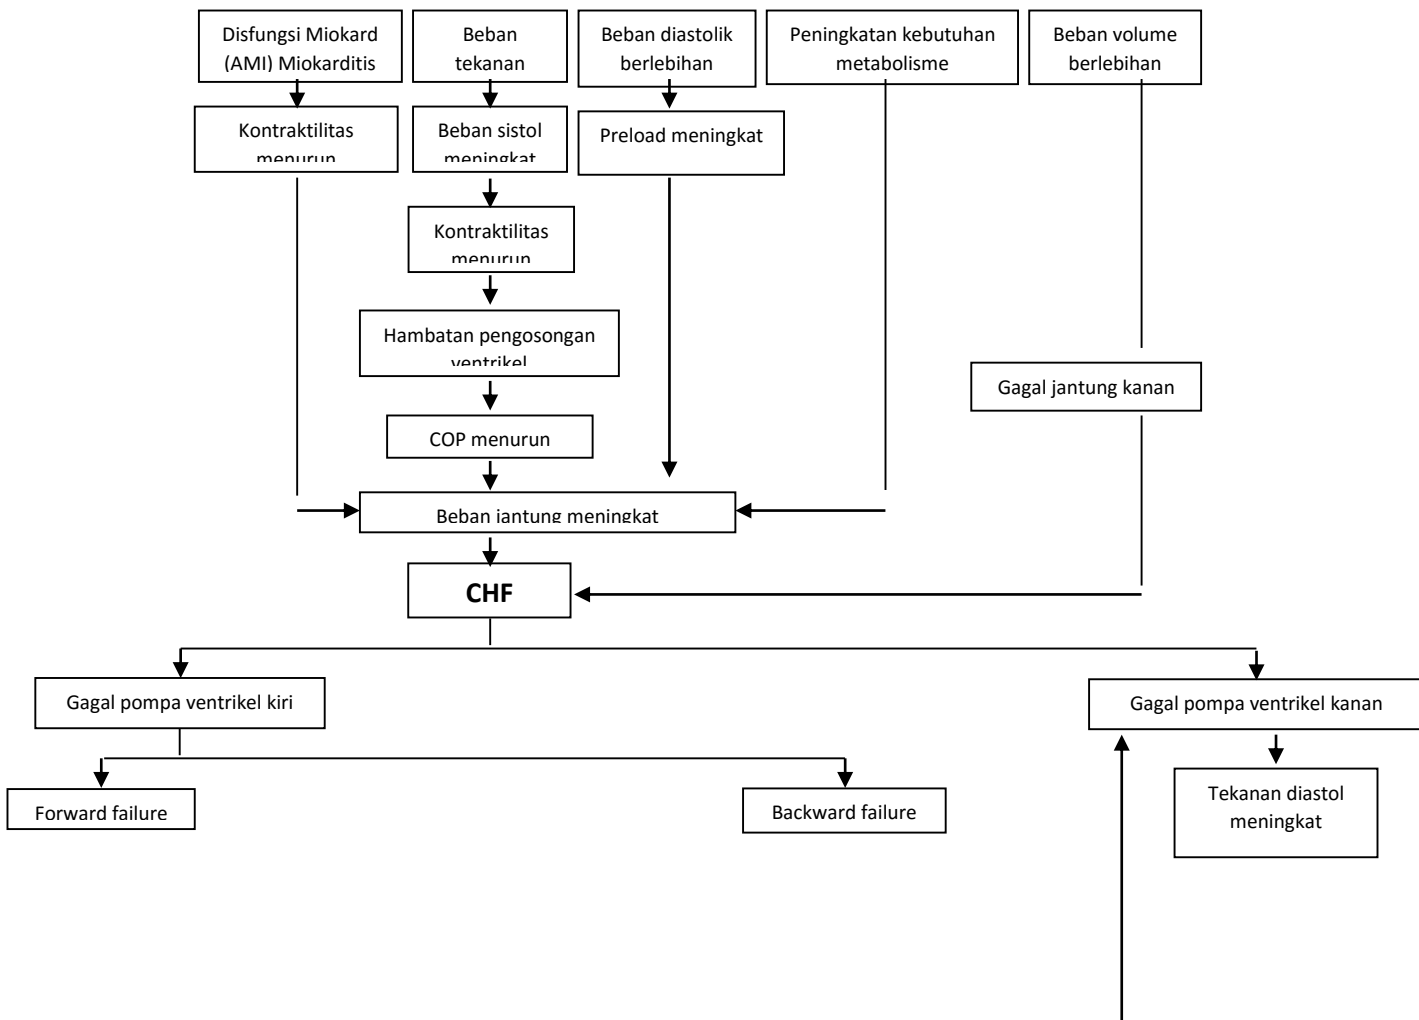 Disfungsi Miokard
(AMI) Miokarditis
Beban
tekanan
Beban diastolik
berlebihan
Peningkatan kebutuhan
metabolisme
Beban volume
berlebihan
Kontraktilitas
menurun
Beban sistol
meningkat
Preload meningkat
Kontraktilitas
menurun
Hambatan pengosongan
ventrikel
Gagal jantung kanan
COP menurun
Beban jantung meningkat
CHF
Gagal pompa ventrikel kiri
Gagal pompa ventrikel kanan
Forward failure
Backward failure
Tekanan diastol
meningkat